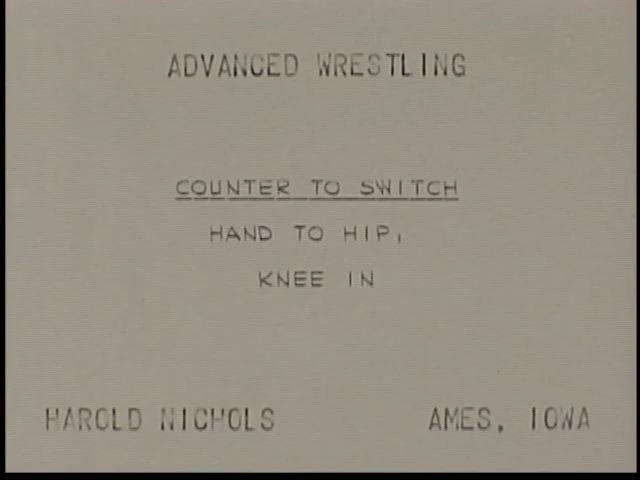 ADVANCED WRESTLING
COUNTER TO SWITCH
HAND TO HIP,
KNEE IN
HAROLD NICHOLS AMES, IOWA